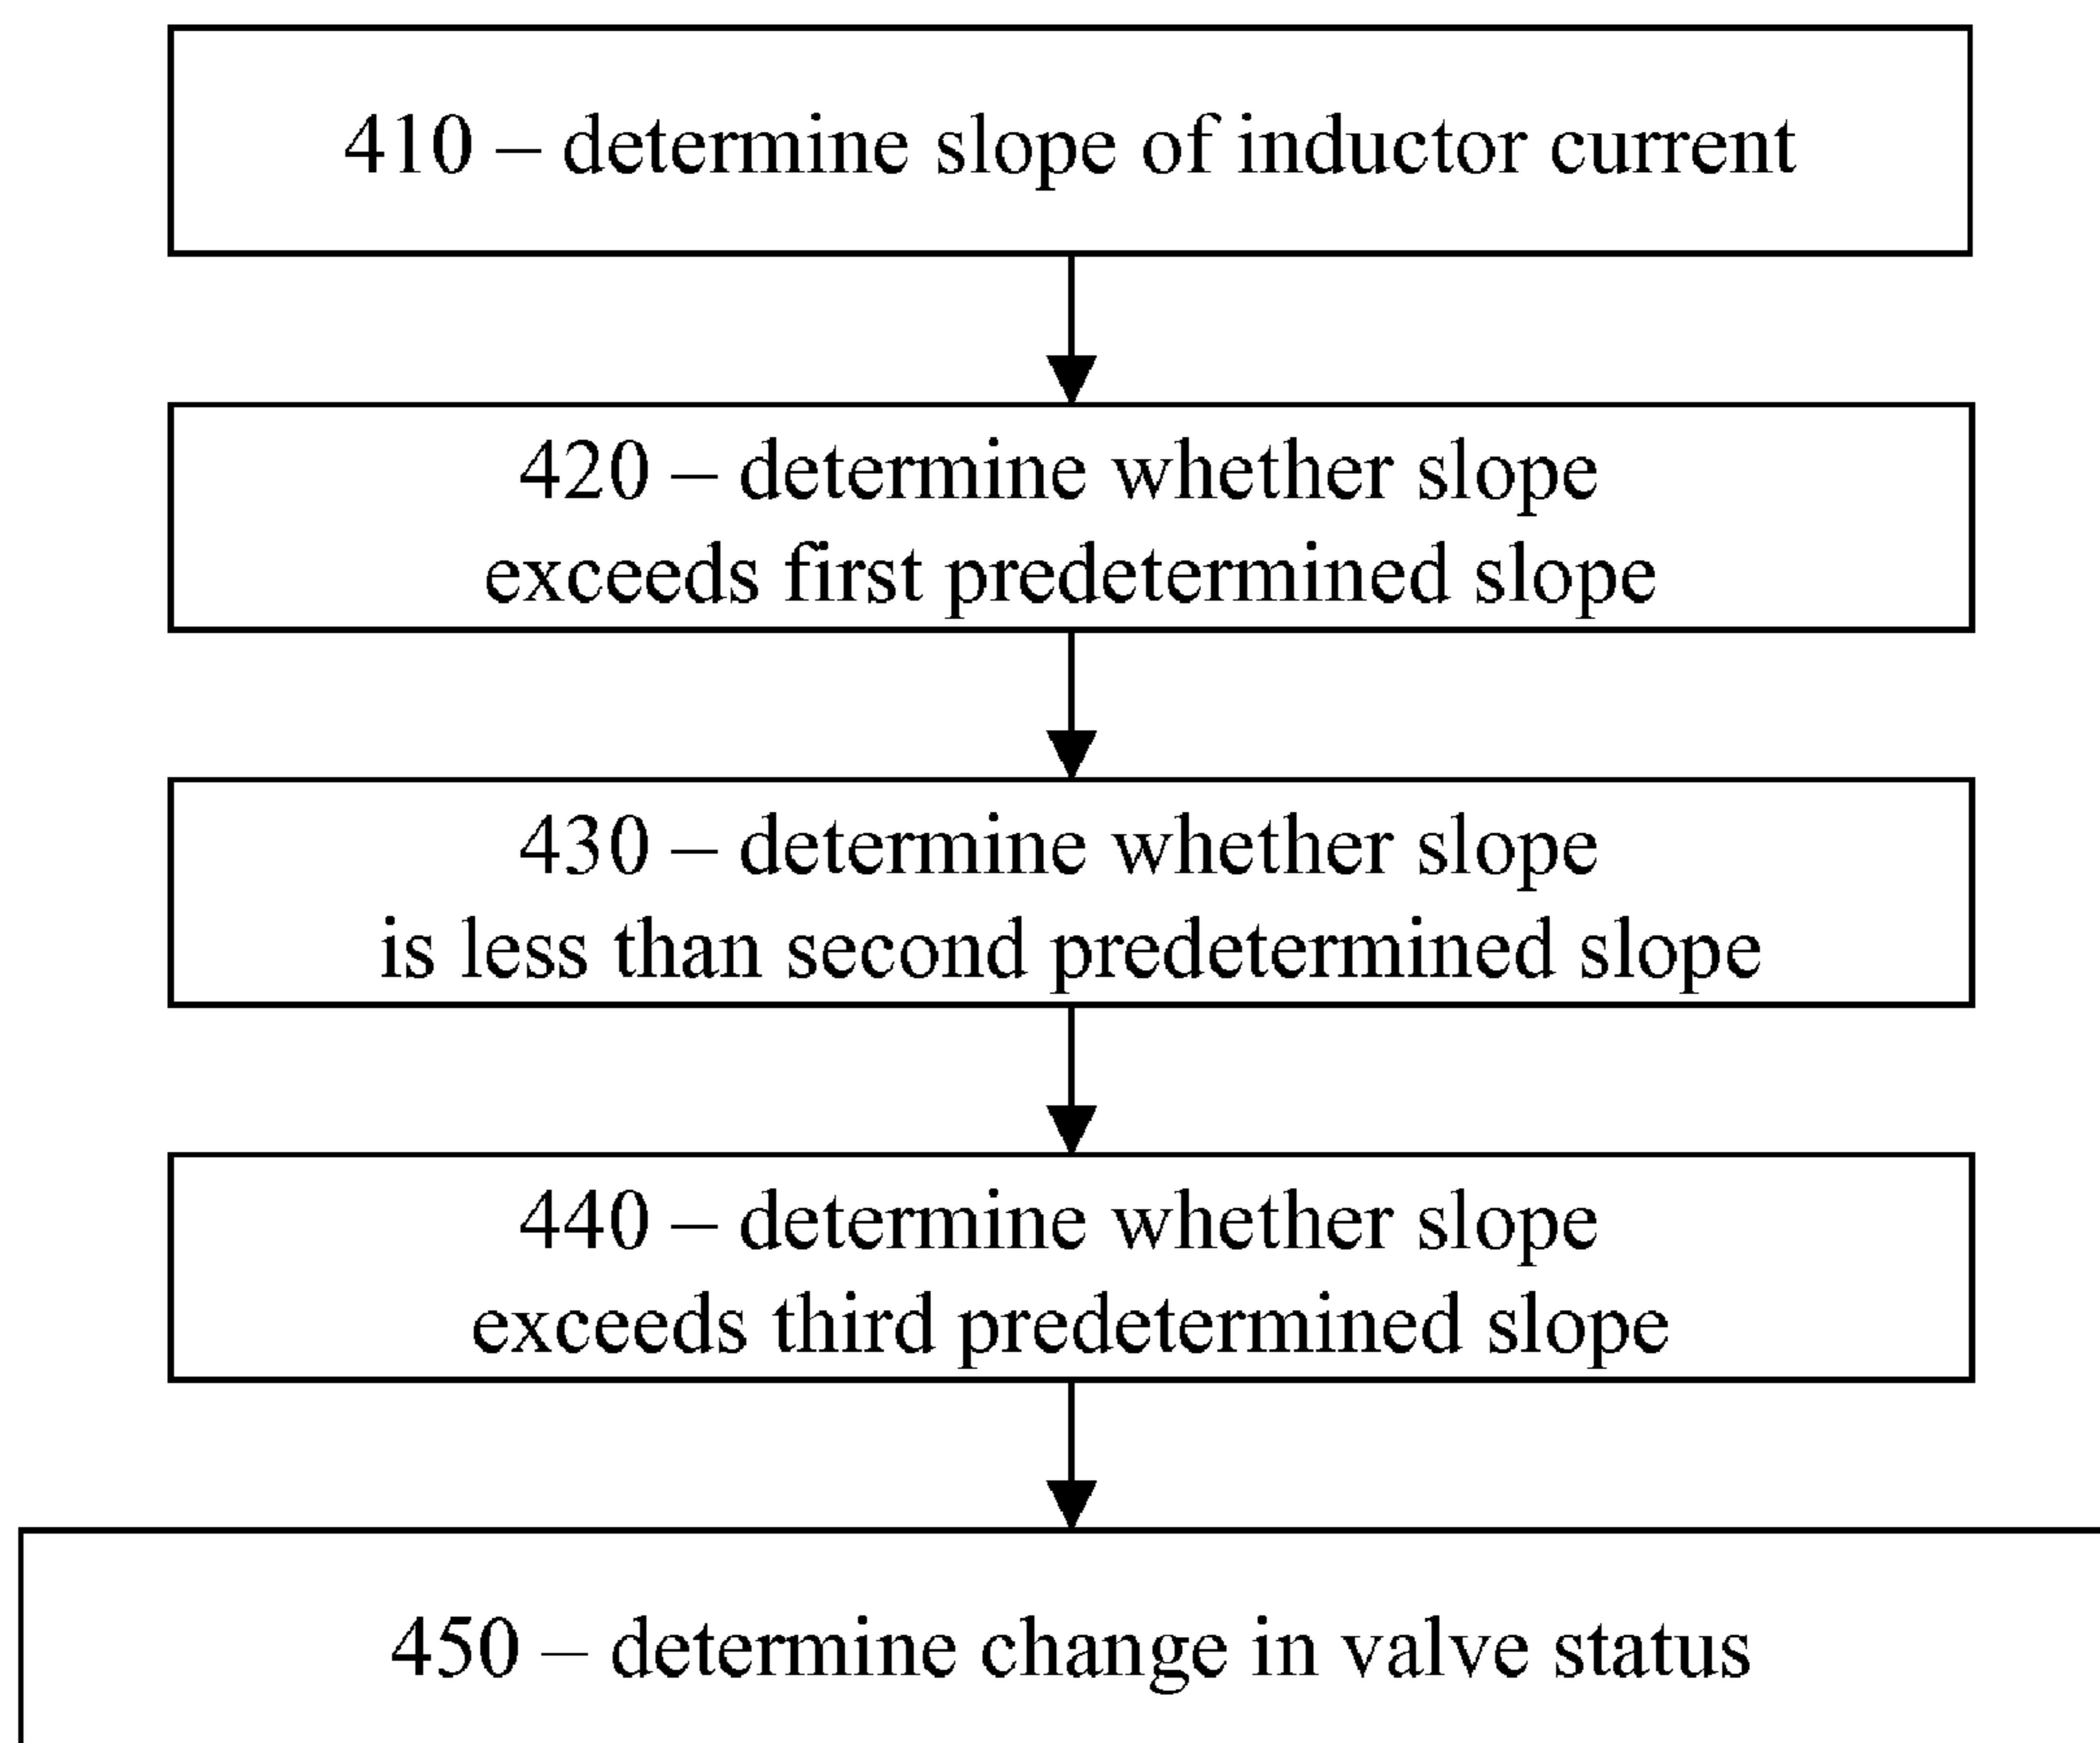 410 – determine slope of inductor current
420 – determine whether slope
exceeds first predetermined slope
430 – determine whether slope
is less than second predetermined slope
440 – determine whether slope
exceeds third predetermined slope
450 – determine change in valve status